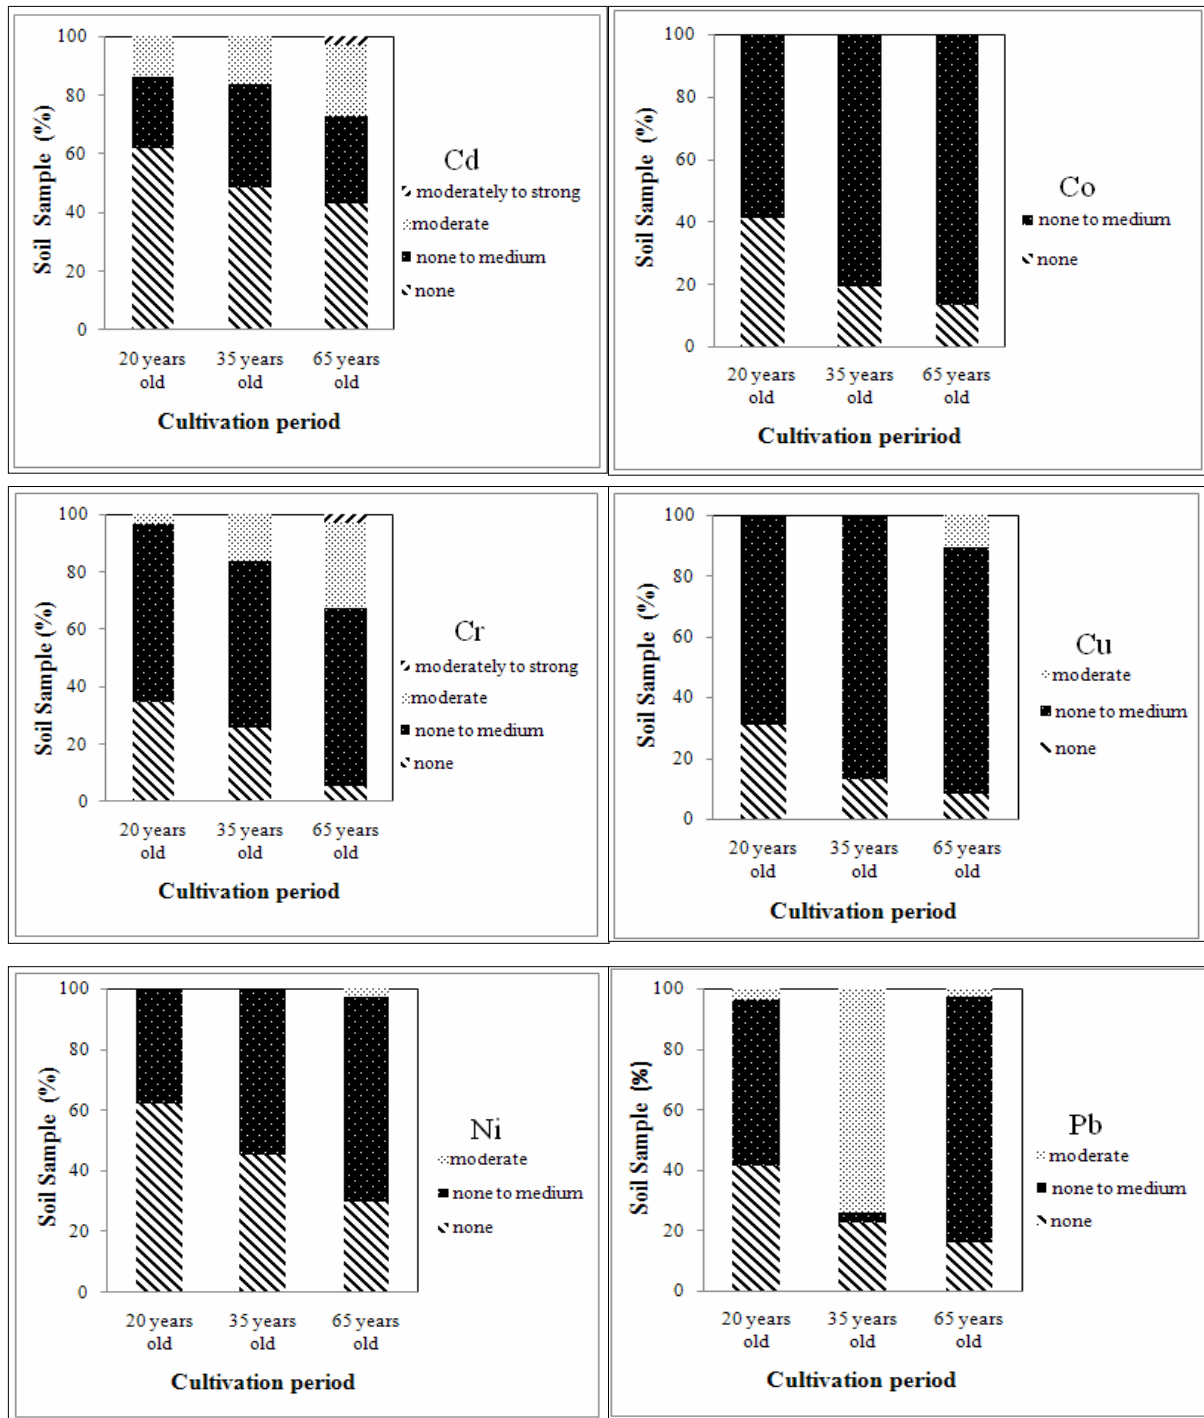 100
80
60
40
20
0
Soil Sample (%)
20 years old
35 years old
65 years old
Cultivation period
Cd
moderately to strong
moderate
none to medium
none
100
80
60
40
20
0
Soil Sample (%)
20 years old
35 years old
65 years old
Cultivation peririod
Co
none to medium
none
100
80
60
40
20
0
Soil Sample (%)
20 years old
35 years old
65 years old
Cultivation period
Cr
moderately to strong
moderate
none to medium
none
100
80
60
40
20
0
Soil Sample (%)
20 years old
35 years old
65 years old
Cultivation period
Cu
moderate
none to medium
none
100
80
60
40
20
0
Soil Sample (%)
20 years old
35 years old
65 years old
Cultivation period
Ni
moderate
none to medium
none
100
80
60
40
20
0
Soil Sample (%)
20 years old
35 years old
65 years old
Cultivation period
Pb
moderate
none to medium
none